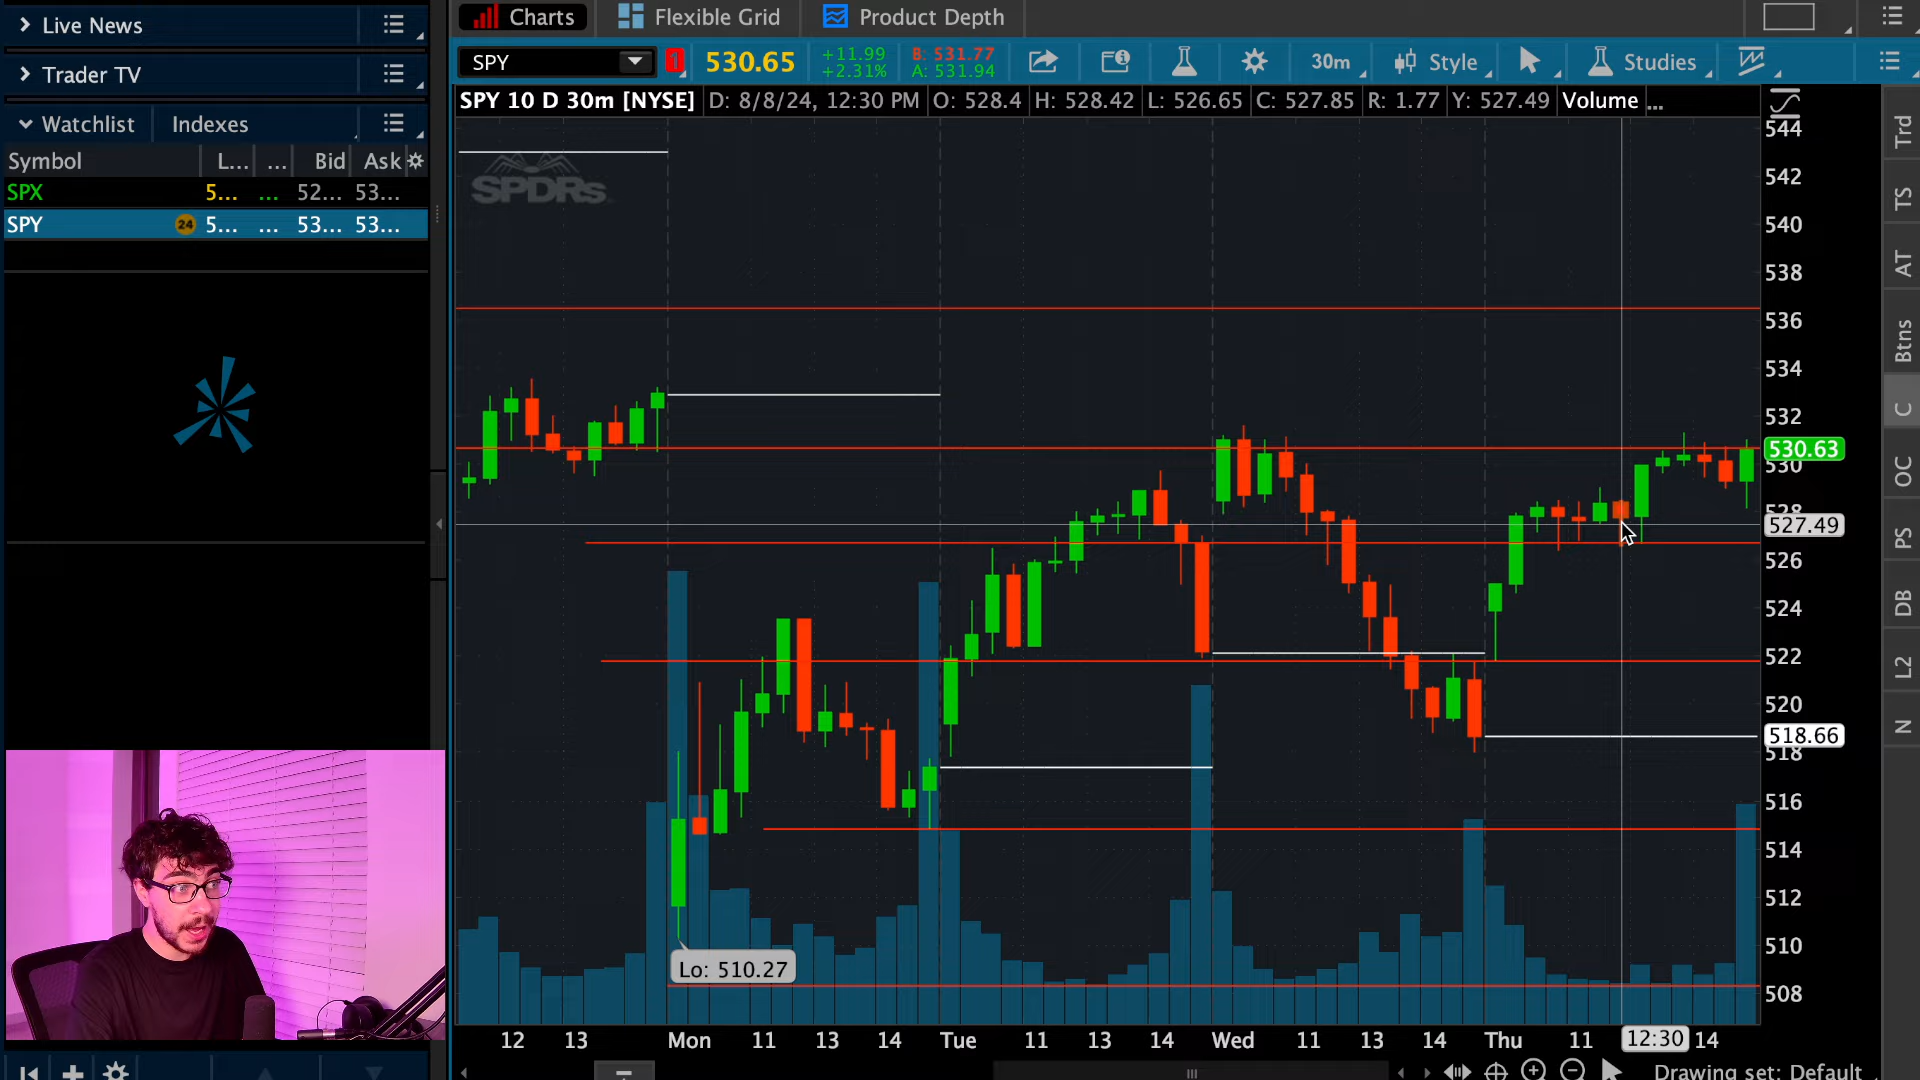 Live News
Trader TV
Watchlist Indexes
Symbol L... ... Bid Ask
SPX 5... ... 52... 53...
SPY 24 5... ... 53... 53...
Charts Flexible Grid Product Depth
SPY 1 530.65 +11.99 B: 531.77
+2.31% A: 531.94
30m Style Studies
SPY 10 D 30m [NYSE] D: 8/8/24, 12:30 PM O: 528.4 H: 528.42 L: 526.65 C: 527.85 R: 1.77 Y: 527.49 Volume ...
SPDRs
544
542
540
538
536
534
532
530.63
530
528
527.49
526
524
522
520
518.66
518
516
514
512
510
508
Lo: 510.27
12 13 Mon 11 13 14 Tue 11 13 14 Wed 11 13 14 Thu 11 12:30 14
Trd
TS
AT
Btns
C
OC
PS
DB
L2
N
Drawing set: Default